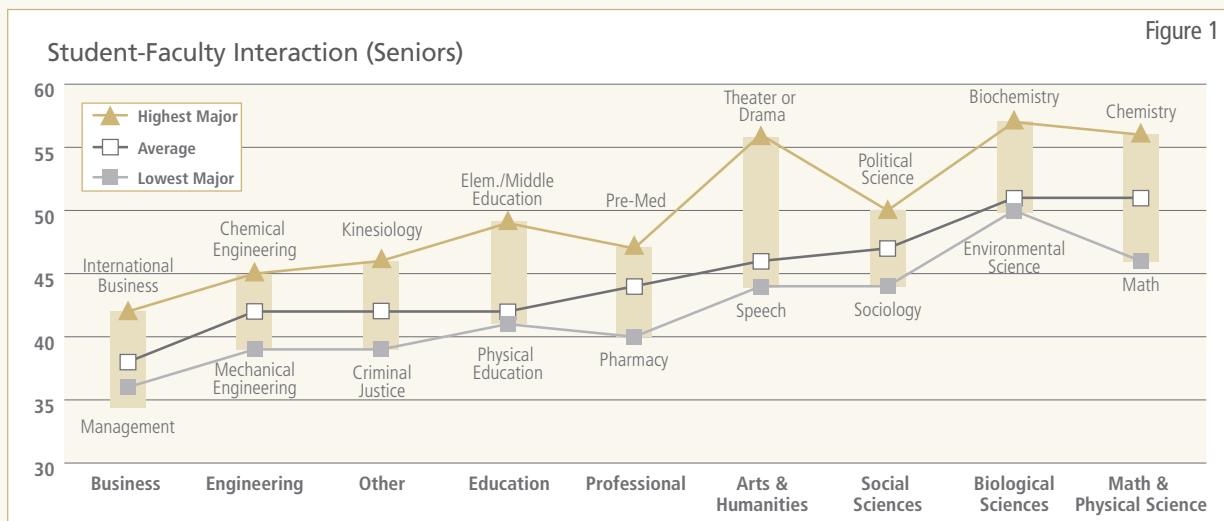 Figure 1
Student-Faculty Interaction (Seniors)
60
55
50
45
40
35
30
Highest Major
Average
Lowest Major
International
Business
Chemical
Engineering
Kinesiology
Elem./Middle
Education
Pre-Med
Theater or
Drama
Political
Science
Biochemistry
Chemistry
Management
Mechanical
Engineering
Criminal
Justice
Physical
Education
Pharmacy
Speech
Sociology
Environmental
Science
Math
Business
Engineering
Other
Education
Professional
Arts &
Humanities
Social
Sciences
Biological
Sciences
Math &
Physical Science